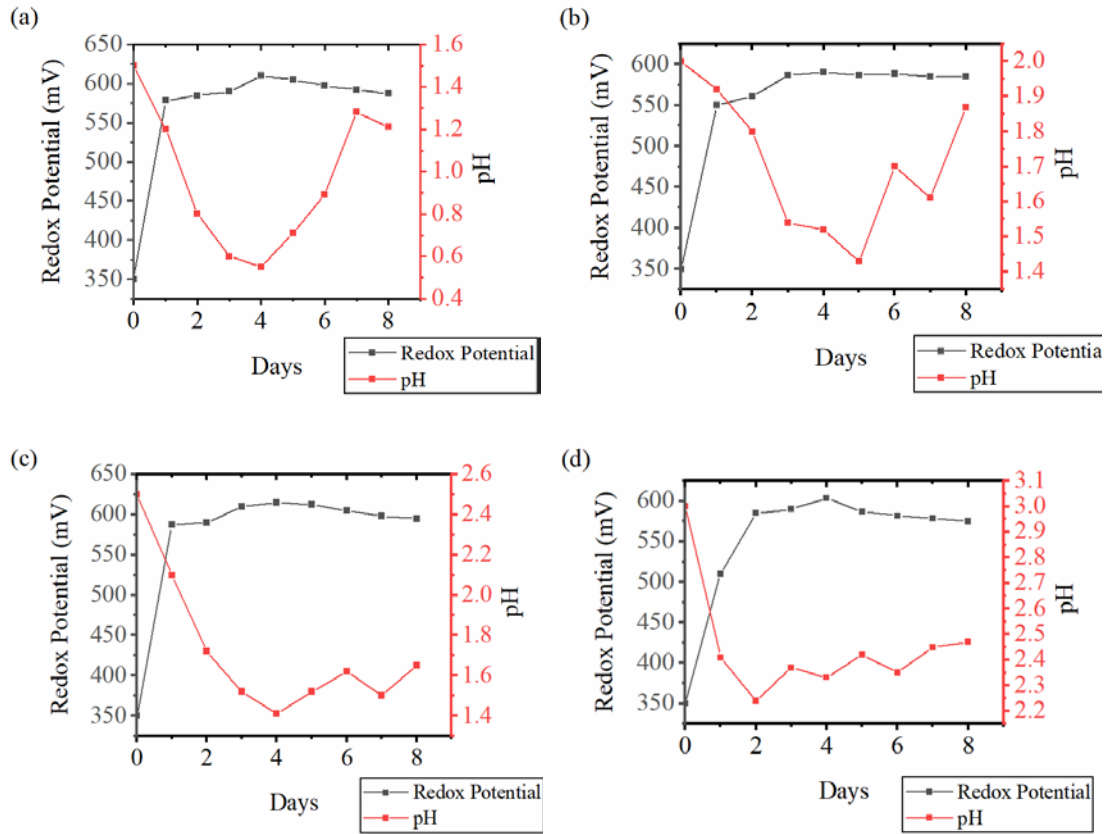 (a)
650
600
550
500
450
400
350
Redox Potential (mV)
1.6
1.4
1.2
1.0
0.8
0.6
0.4
pH
0 2 4 6 8
Days
Redox Potential
pH
(b)
600
550
500
450
400
350
Redox Potential (mV)
2.0
1.9
1.8
1.7
1.6
1.5
1.4
pH
0 2 4 6 8
Days
Redox Potential
pH
(c)
650
600
550
500
450
400
350
Redox Potential (mV)
2.6
2.4
2.2
2.0
1.8
1.6
1.4
pH
0 2 4 6 8
Days
Redox Potential
pH
(d)
600
550
500
450
400
350
Redox Potential (mV)
3.1
3.0
2.9
2.8
2.7
2.6
2.5
2.4
2.3
2.2
pH
0 2 4 6 8
Days
Redox Potential
pH